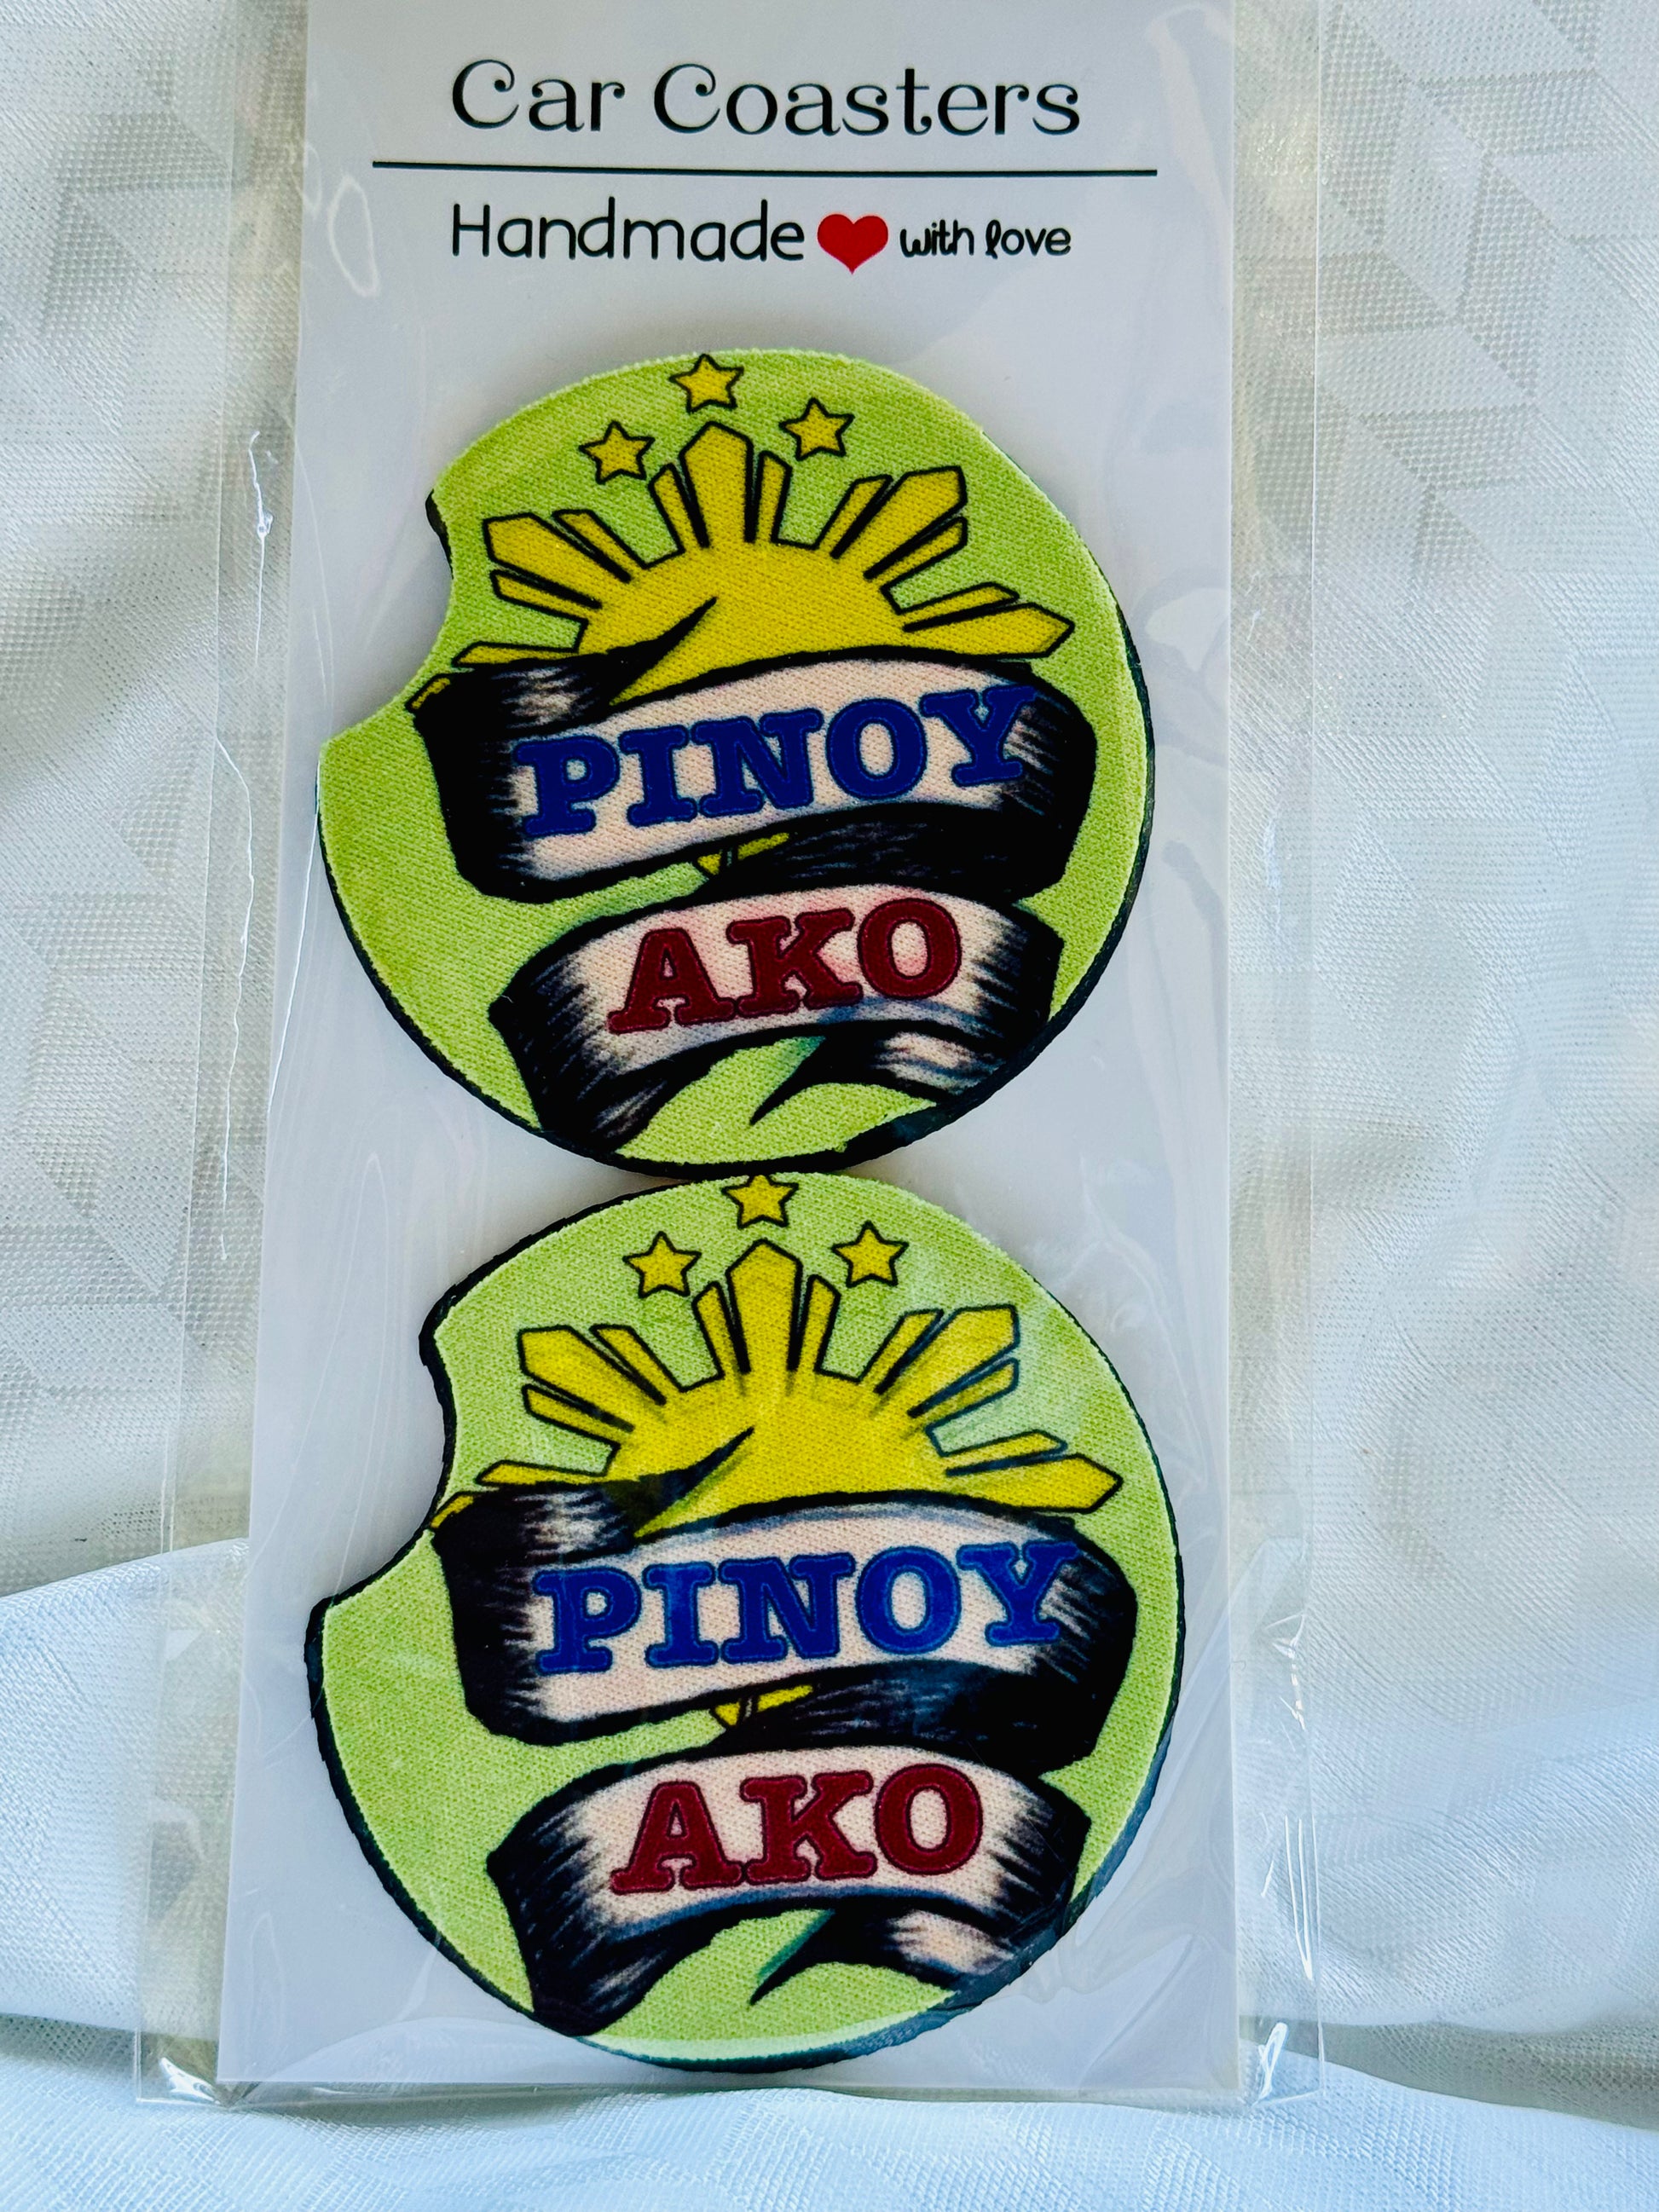 Car Coasters
Handmade with love
PINOY
AKO
PINOY
AKO